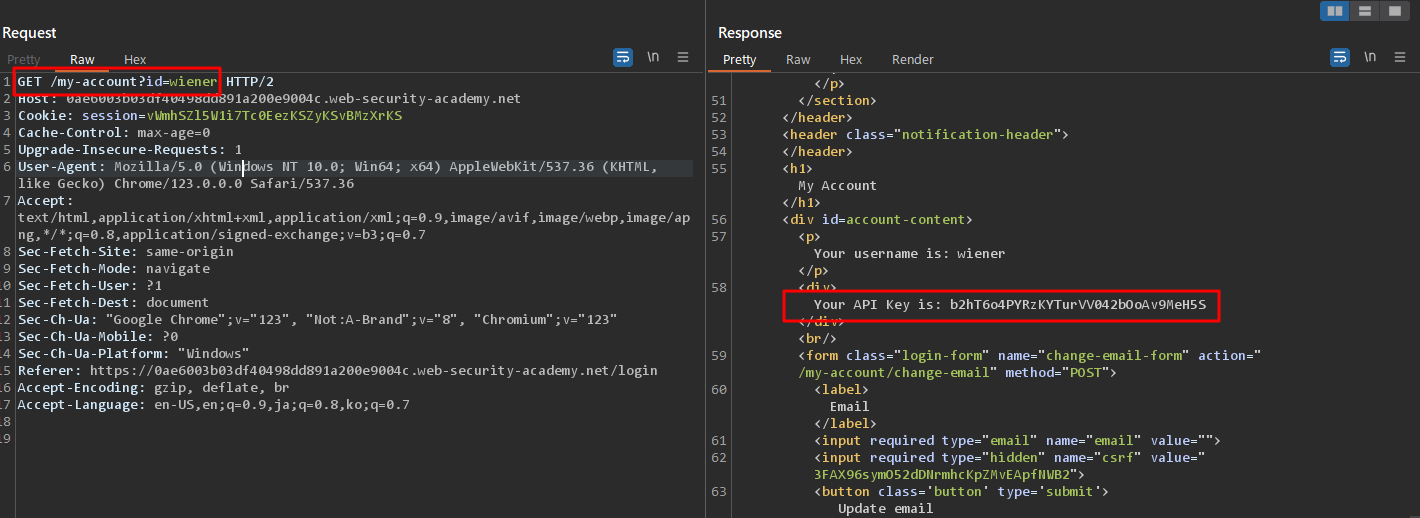 Request
Pretty Raw Hex
\n
1 GET /my-account?id=wiener HTTP/2
2 Host: 0ae6003b03df40498dd891a200e9004c.web-security-academy.net
3 Cookie: session=vWmhSZl5W1i7Tc0EezKSZyKSvBMzXrKS
4 Cache-Control: max-age=0
5 Upgrade-Insecure-Requests: 1
6 User-Agent: Mozilla/5.0 (Windows NT 10.0; Win64; x64) AppleWebKit/537.36 (KHTML,
like Gecko) Chrome/123.0.0.0 Safari/537.36
7 Accept:
text/html,application/xhtml+xml,application/xml;q=0.9,image/avif,image/webp,image/ap
ng,*/*;q=0.8,application/signed-exchange;v=b3;q=0.7
8 Sec-Fetch-Site: same-origin
9 Sec-Fetch-Mode: navigate
10 Sec-Fetch-User: ?1
11 Sec-Fetch-Dest: document
12 Sec-Ch-Ua: "Google Chrome";v="123", "Not:A-Brand";v="8", "Chromium";v="123"
13 Sec-Ch-Ua-Mobile: ?0
14 Sec-Ch-Ua-Platform: "Windows"
15 Referer: https://0ae6003b03df40498dd891a200e9004c.web-security-academy.net/login
16 Accept-Encoding: gzip, deflate, br
17 Accept-Language: en-US,en;q=0.9,ja;q=0.8,ko;q=0.7
18
19
Response
Pretty Raw Hex Render
\n
</p>
51 </section>
52 </header>
53 <header class="notification-header">
54 </header>
55 <h1>
My Account
</h1>
56 <div id=account-content>
57 <p>
Your username is: wiener
</p>
58 <div>
Your API Key is: b2hT6o4PYRzKYTurVV042bOoAv9MeH5S
</div>
<br/>
59 <form class="login-form" name="change-email-form" action="
/my-account/change-email" method="POST">
60 <label>
Email
</label>
61 <input required type="email" name="email" value="">
62 <input required type="hidden" name="csrf" value="
3FAX96symO52dDNrmhcKpZMvEApfNWB2">
63 <button class='button' type='submit'>
Update email